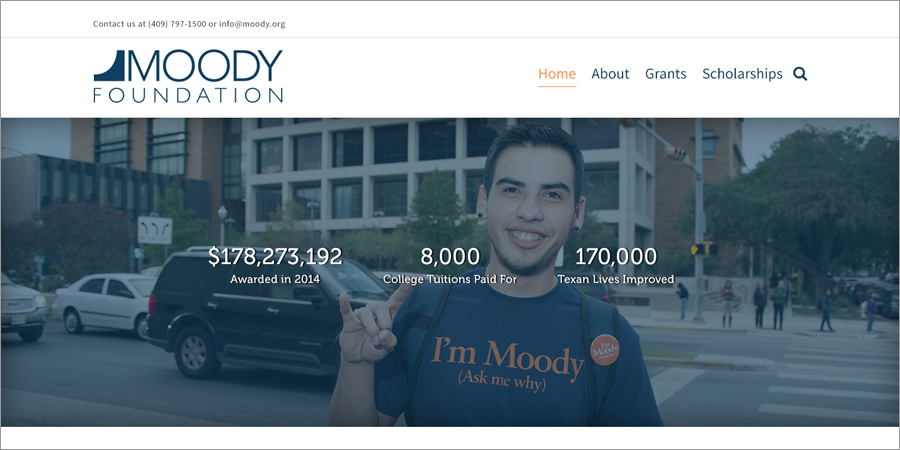 Contact us at (409) 797-1500 or info@moody.org
MOODY
FOUNDATION
Home About Grants Scholarships
$178,273,192 8,000 170,000
Awarded in 2014 College Tuitions Paid For Texan Lives Improved
I'm Moody
(Ask me why)
I'm
Moody